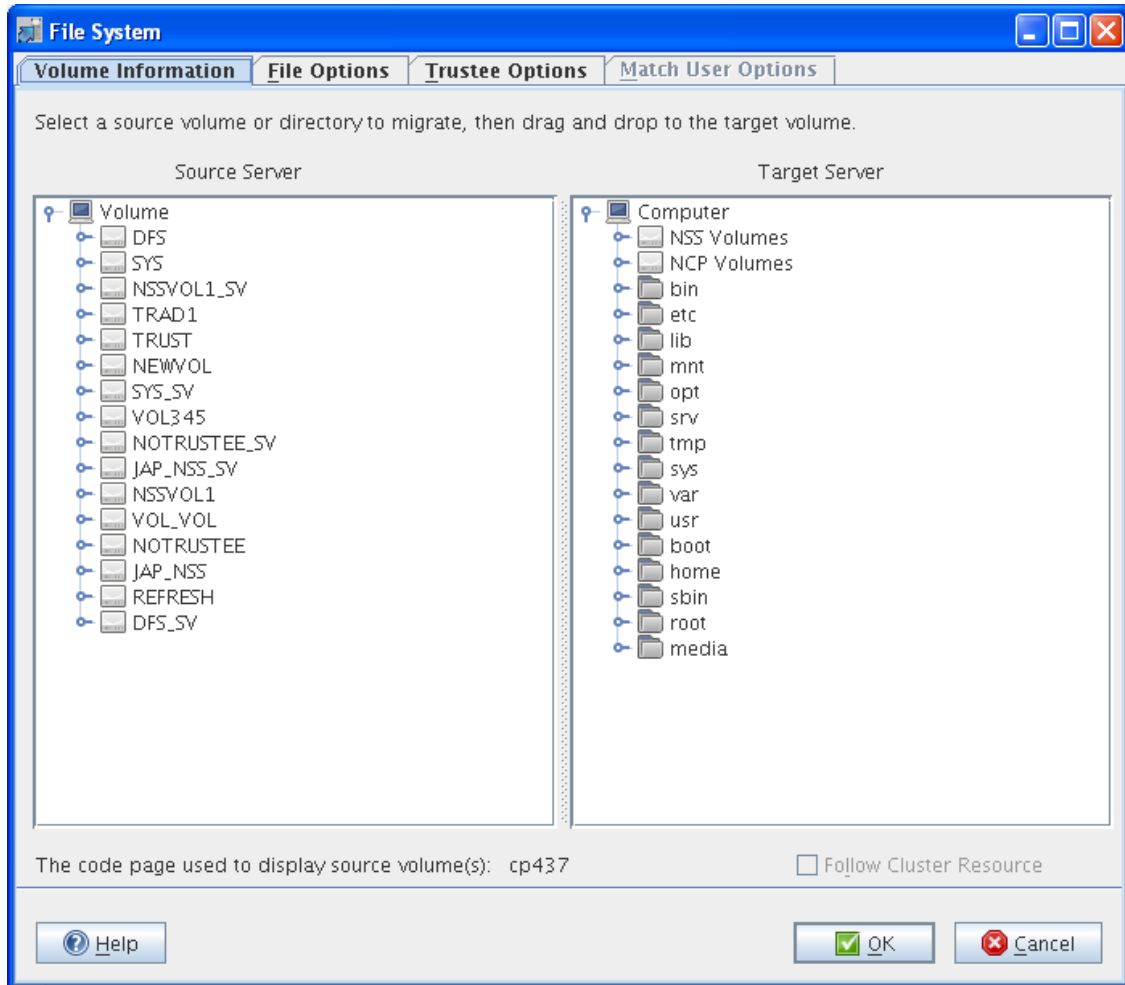 File System
Volume Information File Options Trustee Options Match User Options
Select a source volume or directory to migrate, then drag and drop to the target volume.
Source Server
Volume
DFS
SYS
NSSVOL1_SV
TRAD1
TRUST
NEWVOL
SYS_SV
VOL345
NOTRUSTEE_SV
JAP_NSS_SV
NSSVOL1
VOL_VOL
NOTRUSTEE
JAP_NSS
REFRESH
DFS_SV
Target Server
Computer
NSS Volumes
NCP Volumes
bin
etc
lib
mnt
opt
srv
tmp
sys
var
usr
boot
home
sbin
root
media
The code page used to display source volume(s): cp437
Follow Cluster Resource
Help
OK
Cancel